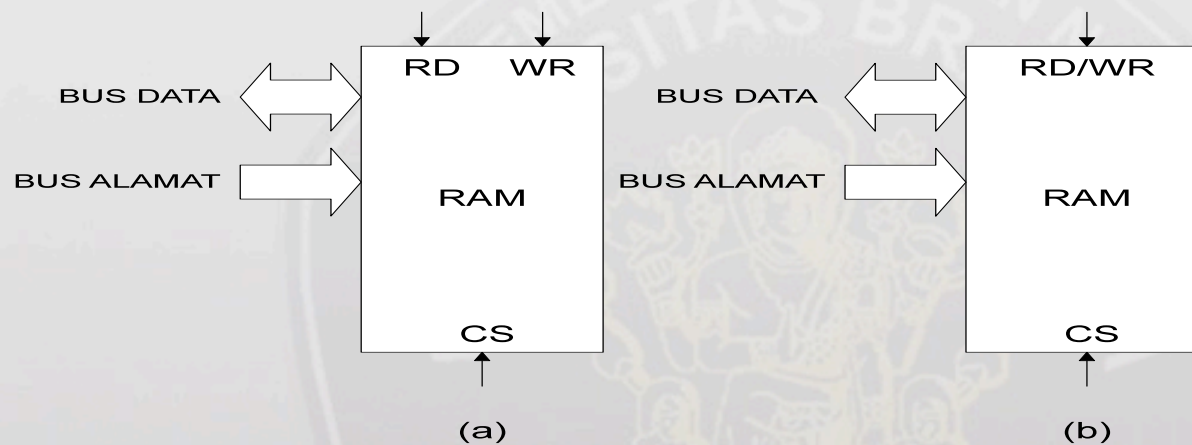 RD WR
BUS DATA
BUS ALAMAT
RAM
CS
(a)
RD/WR
BUS DATA
BUS ALAMAT
RAM
CS
(b)